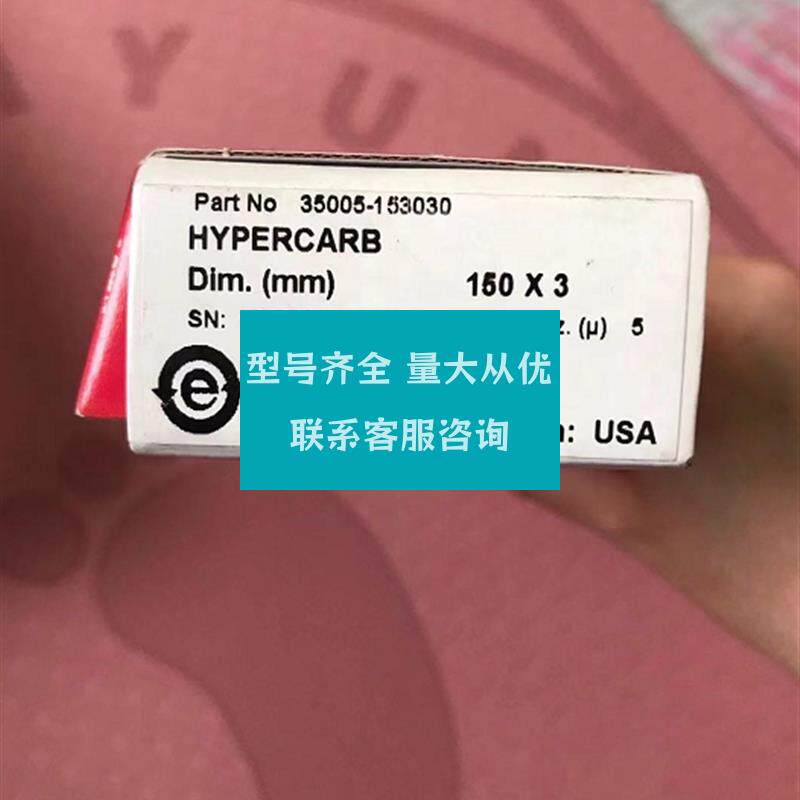 Y U
Part No 35005-153030
HYPERCARB
Dim. (mm) 150 X 3
SN: z. (µ) 5
e
型号齐全 量大从优
联系客服咨询
: USA